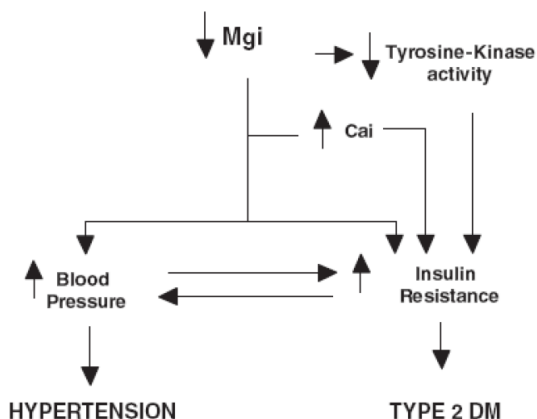 Mgi
Tyrosine-Kinase
activity
Cai
Blood
Pressure
Insulin
Resistance
HYPERTENSION
TYPE 2 DM